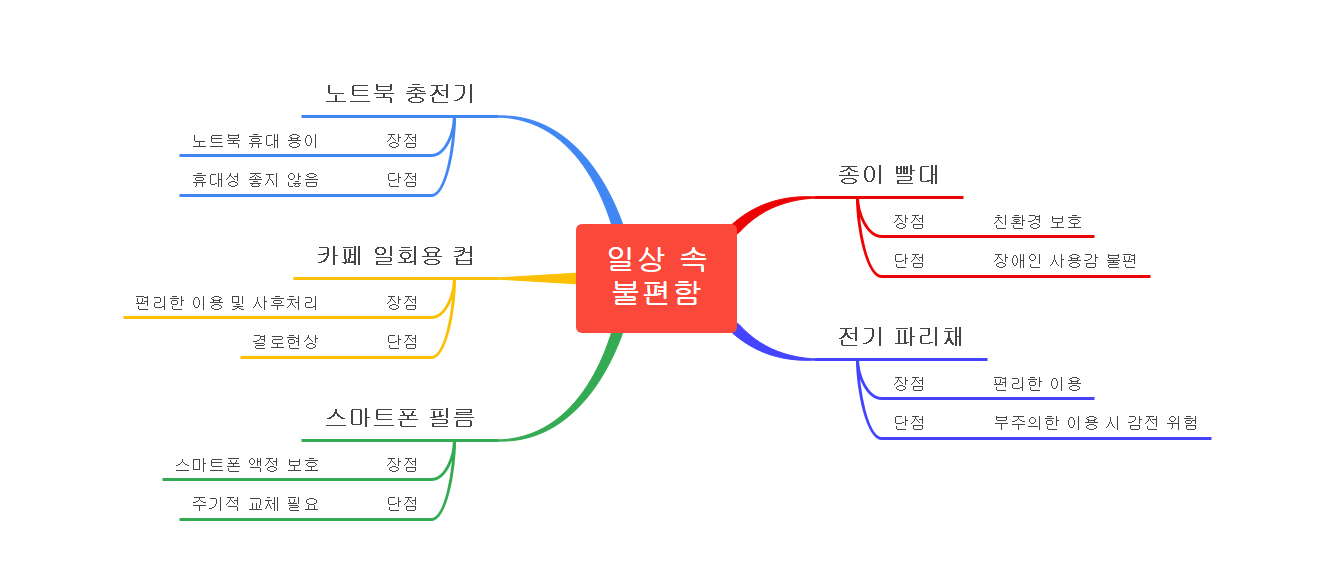 일상 속
불편함
노트북 충전기
노트북 휴대 용이 장점
휴대성 좋지 않음 단점
카페 일회용 컵
편리한 이용 및 사후처리 장점
결로현상 단점
스마트폰 필름
스마트폰 액정 보호 장점
주기적 교체 필요 단점
종이 빨대
장점 친환경 보호
단점 장애인 사용감 불편
전기 파리채
장점 편리한 이용
단점 부주의한 이용 시 감전 위험